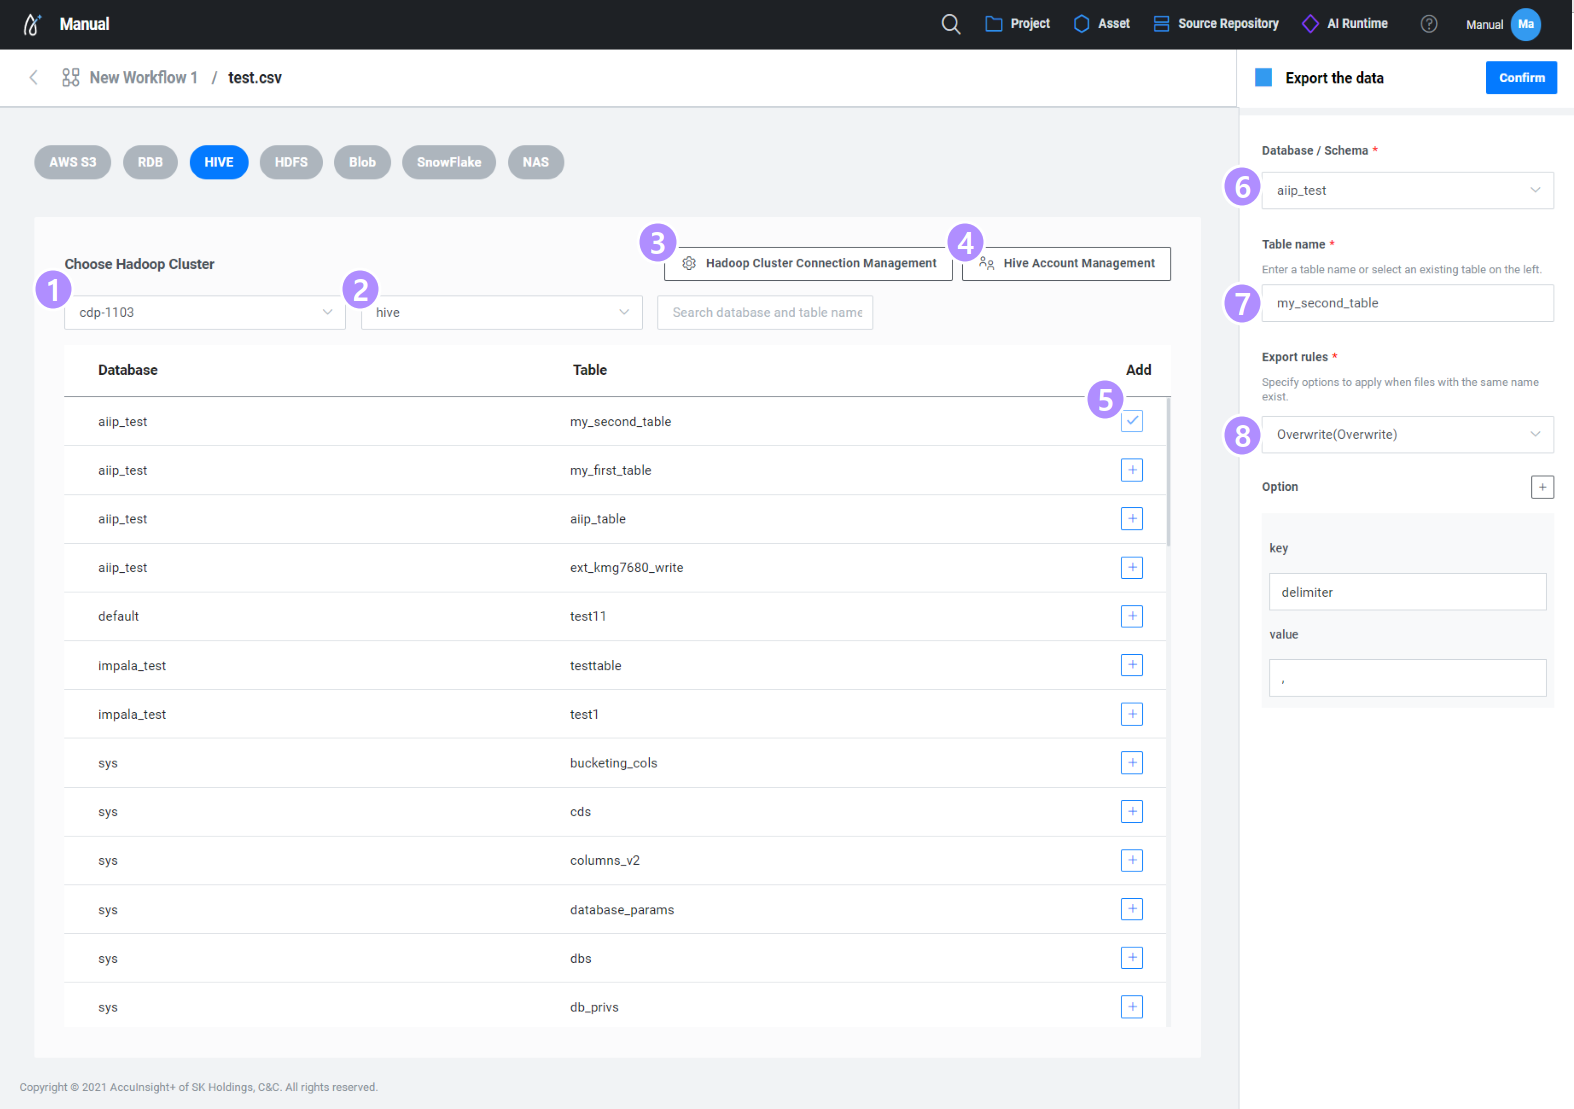 Manual
Project
Asset
Source Repository
AI Runtime
?
Manual
Ma
New Workflow 1 / test.csv
Export the data
Confirm
AWS S3
RDB
HIVE
HDFS
Blob
SnowFlake
NAS
Choose Hadoop Cluster
3
Hadoop Cluster Connection Management
4
Hive Account Management
1
cdp-1103
2
hive
Search database and table name
Database Table Add
5
aiip_test my_second_table
aiip_test my_first_table
aiip_test aiip_table
aiip_test ext_kmg7680_write
default test11
impala_test testtable
impala_test test1
sys bucketing_cols
sys cds
sys columns_v2
sys database_params
sys dbs
sys db_privs
Database / Schema *
6
aiip_test
Table name *
Enter a table name or select an existing table on the left.
7
my_second_table
Export rules *
Specify options to apply when files with the same name
exist.
8
Overwrite(Overwrite)
Option
+
key
delimiter
value
,
Copyright © 2021 AccuInsight+ of SK Holdings, C&C. All rights reserved.